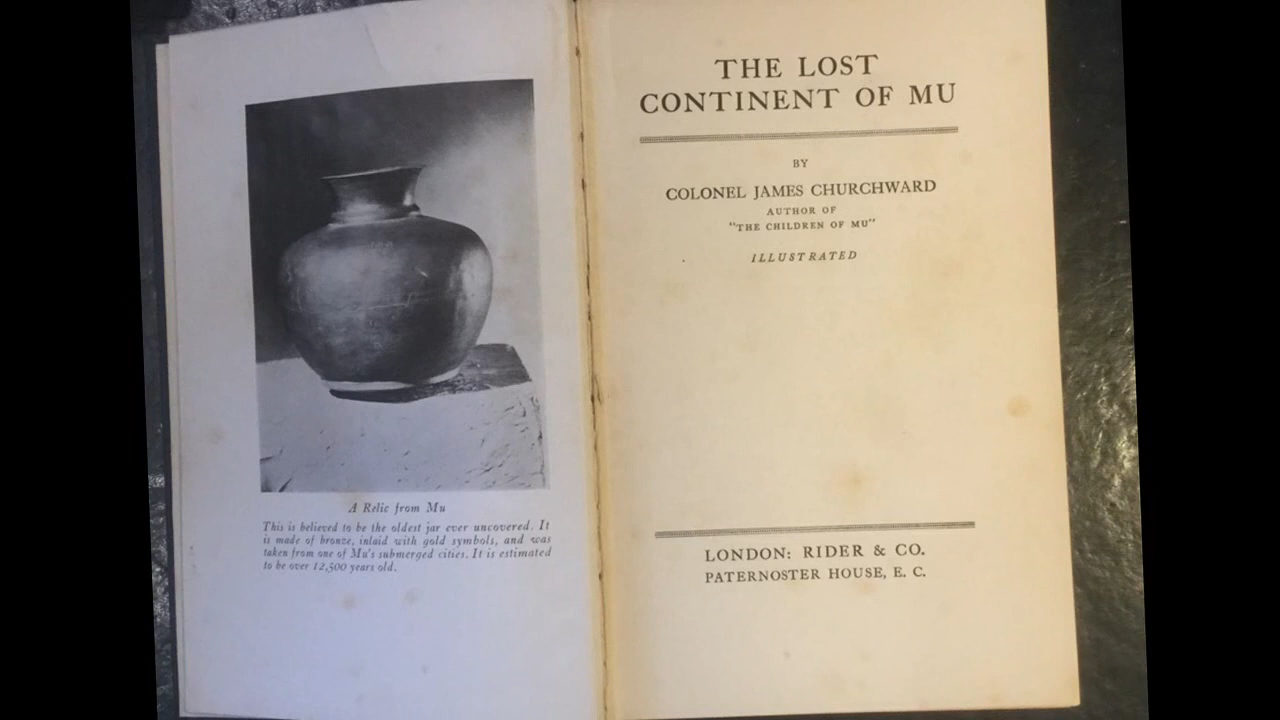 A Relic from Mu
This is believed to be the oldest jar ever uncovered. It
is made of bronze, inlaid with gold symbols, and was
taken from one of Mu's submerged cities. It is estimated
to be over 12,500 years old.
THE LOST
CONTINENT OF MU
BY
COLONEL JAMES CHURCHWARD
AUTHOR OF
"THE CHILDREN OF MU"
ILLUSTRATED
LONDON: RIDER & CO.
PATERNOSTER HOUSE, E. C.